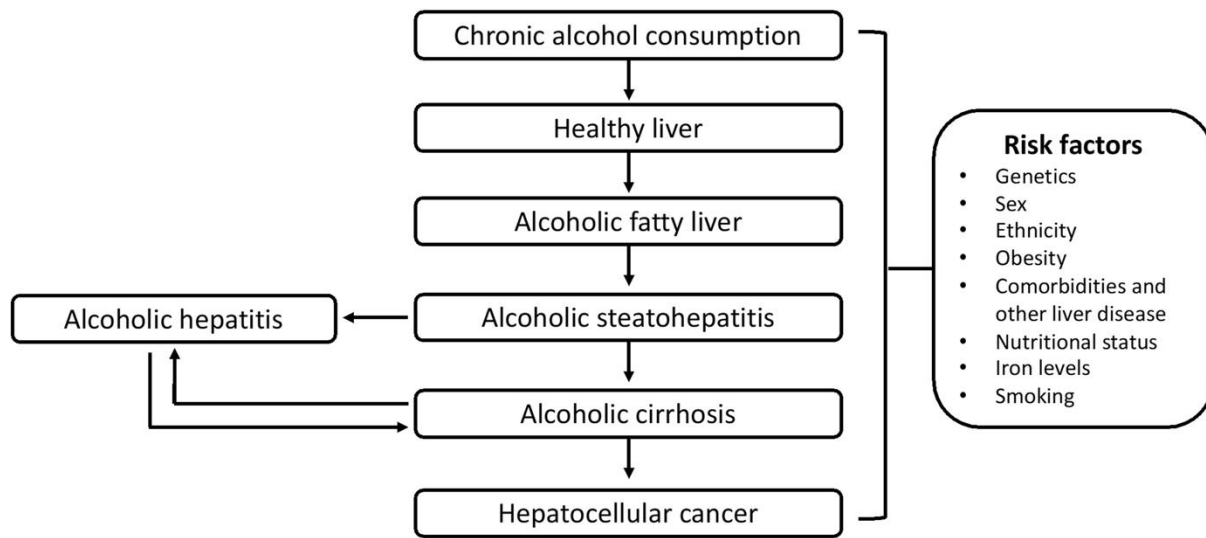 Chronic alcohol consumption
Healthy liver
Alcoholic fatty liver
Alcoholic hepatitis
Alcoholic steatohepatitis
Alcoholic cirrhosis
Hepatocellular cancer
Risk factors
• Genetics
• Sex
• Ethnicity
• Obesity
• Comorbidities and
other liver disease
• Nutritional status
• Iron levels
• Smoking